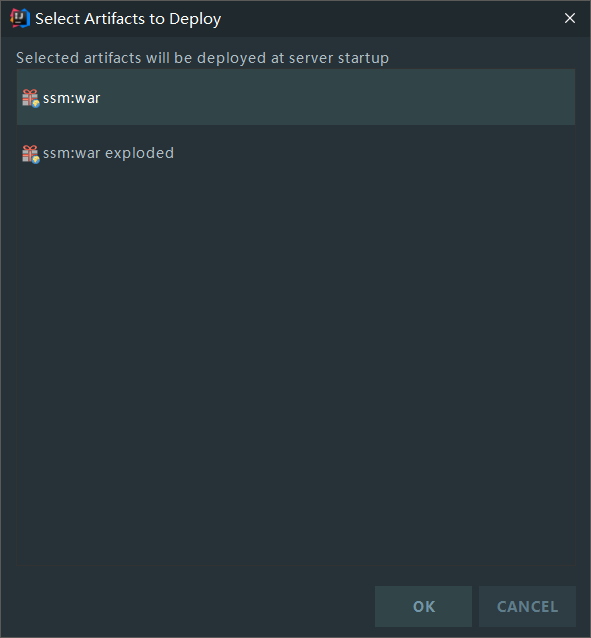 Select Artifacts to Deploy
Selected artifacts will be deployed at server startup
ssm:war
ssm:war exploded
OK
CANCEL